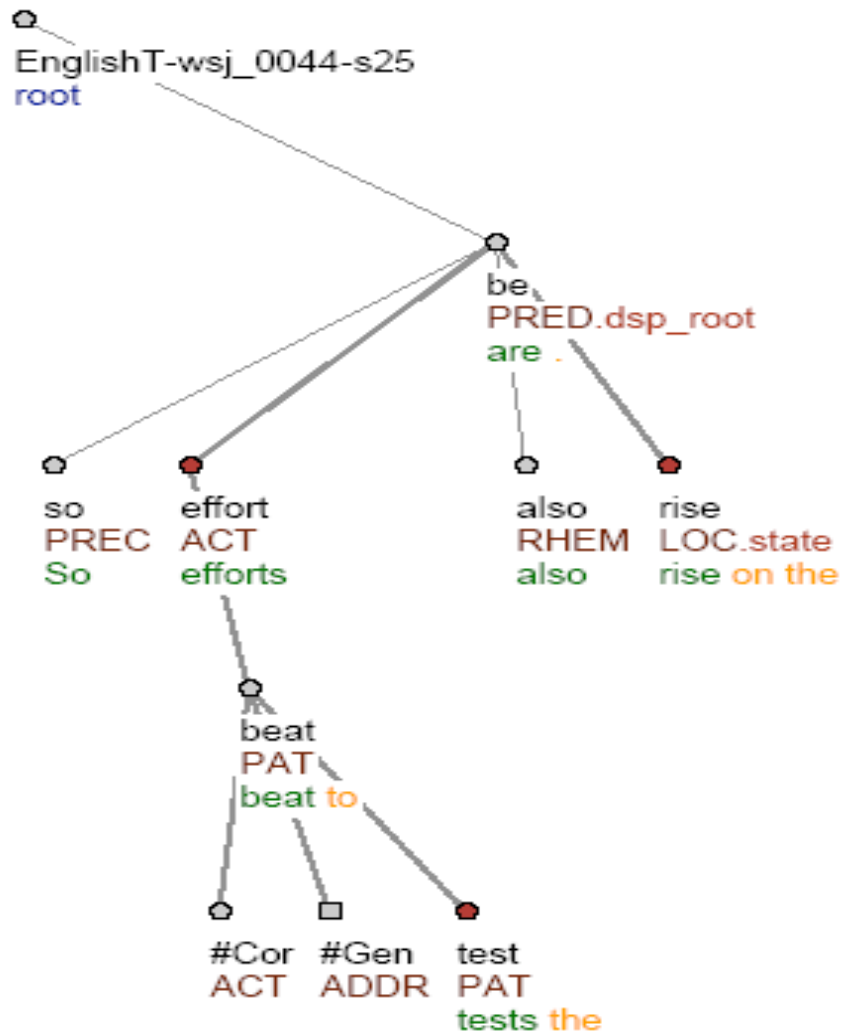 EnglishT-wsj_0044-s25
root
be
PRED.dsp_root
are .
so effort also rise
PREC ACT RHEM LOC.state
So efforts also rise on the
beat
PAT
beat to
#Cor #Gen test
ACT ADDR PAT
tests the